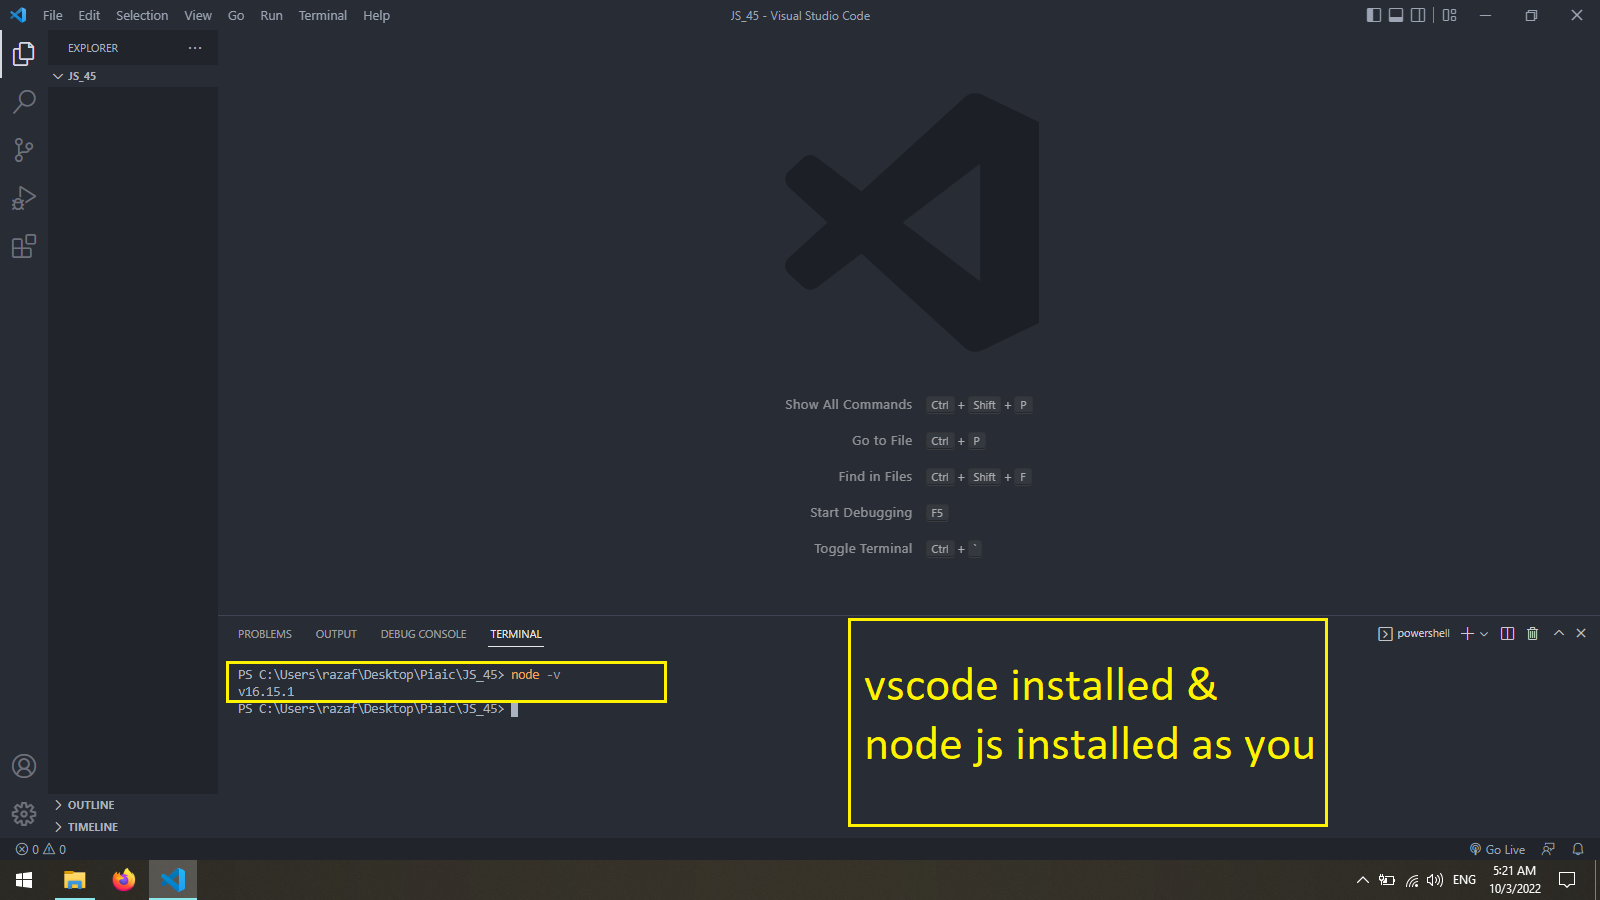 File Edit Selection View Go Run Terminal Help
JS_45 - Visual Studio Code
EXPLORER
JS_45
Show All Commands Ctrl + Shift + P
Go to File Ctrl + P
Find in Files Ctrl + Shift + F
Start Debugging F5
Toggle Terminal Ctrl + `
PROBLEMS OUTPUT DEBUG CONSOLE TERMINAL
powershell
PS C:\Users\razaf\Desktop\Piaic\JS_45> node -v
v16.15.1
PS C:\Users\razaf\Desktop\Piaic\JS_45>
vscode installed &
node js installed as you
OUTLINE
TIMELINE
0 0
Go Live
ENG
5:21 AM
10/3/2022